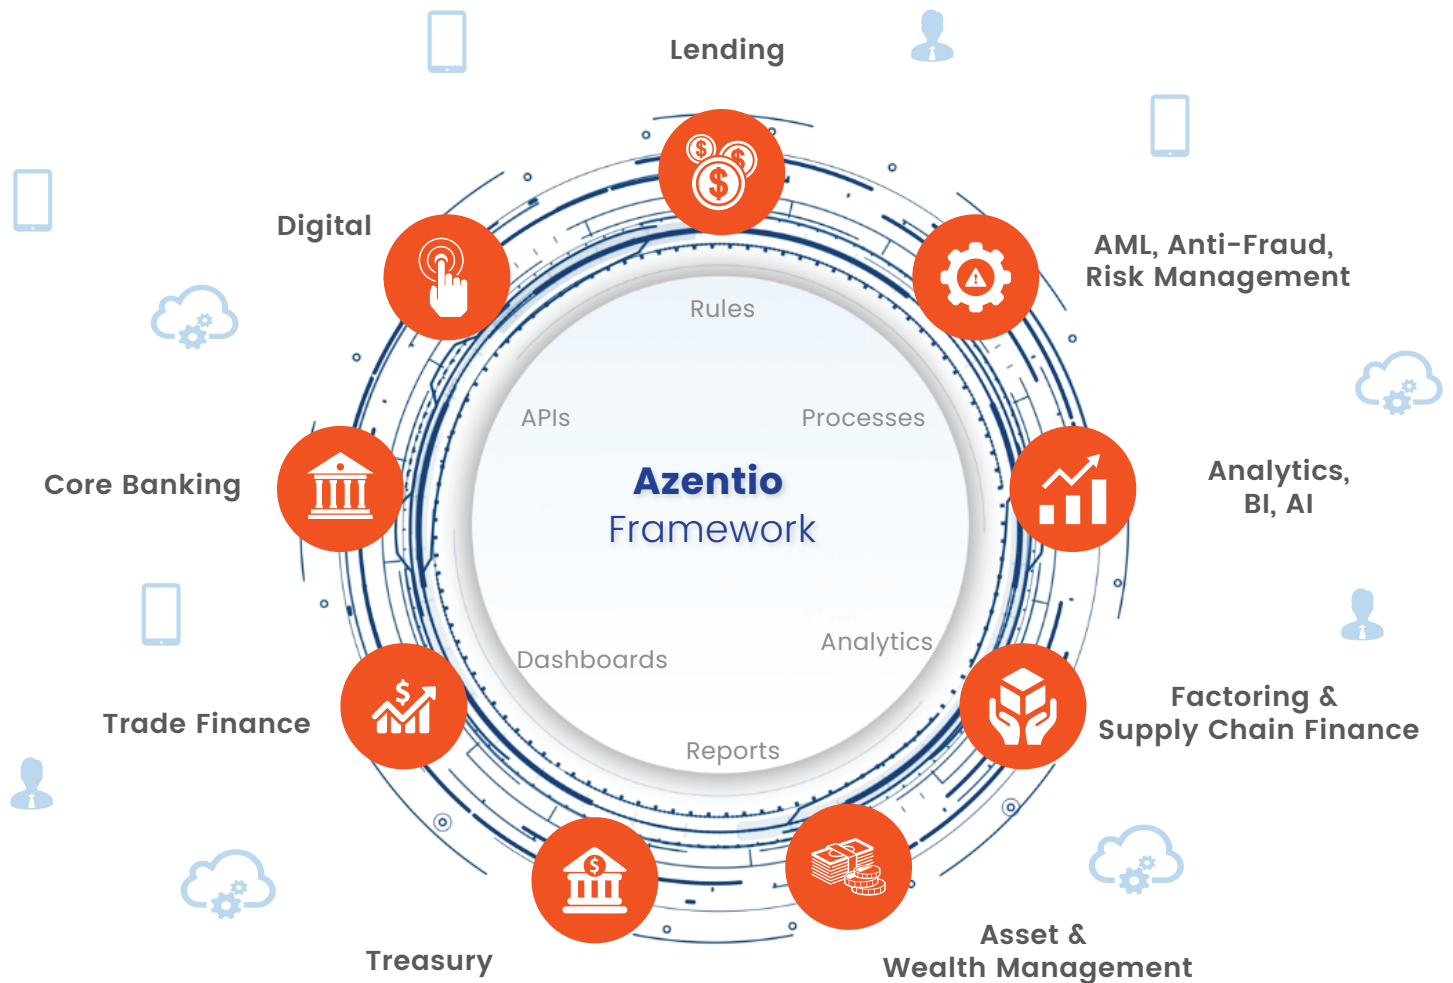 Lending
Digital
AML, Anti-Fraud,
Risk Management
Rules
APIs
Processes
Azentio
Framework
Core Banking
Analytics,
BI, AI
Analytics
Dashboards
Factoring &
Supply Chain Finance
Trade Finance
Reports
Asset &
Wealth Management
Treasury